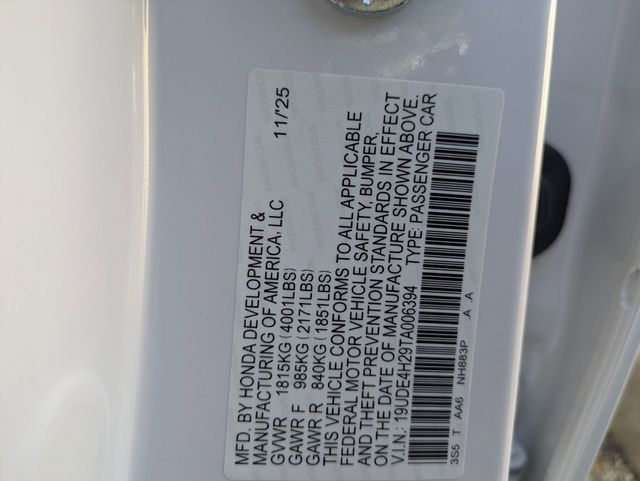 MFD. BY HONDA DEVELOPMENT &
MANUFACTURING OF AMERICA, LLC 11/'25
GVWR 1815KG (4001LBS)
GAWR F 985KG (2171LBS)
GAWR R 840KG (1851LBS)
THIS VEHICLE CONFORMS TO ALL APPLICABLE
FEDERAL MOTOR VEHICLE SAFETY, BUMPER,
AND THEFT PREVENTION STANDARDS IN EFFECT
ON THE DATE OF MANUFACTURE SHOWN ABOVE.
V.I.N.: 19UDE4H29TA006394 TYPE: PASSENGER CAR
3S5 T AA6 NH883P A A